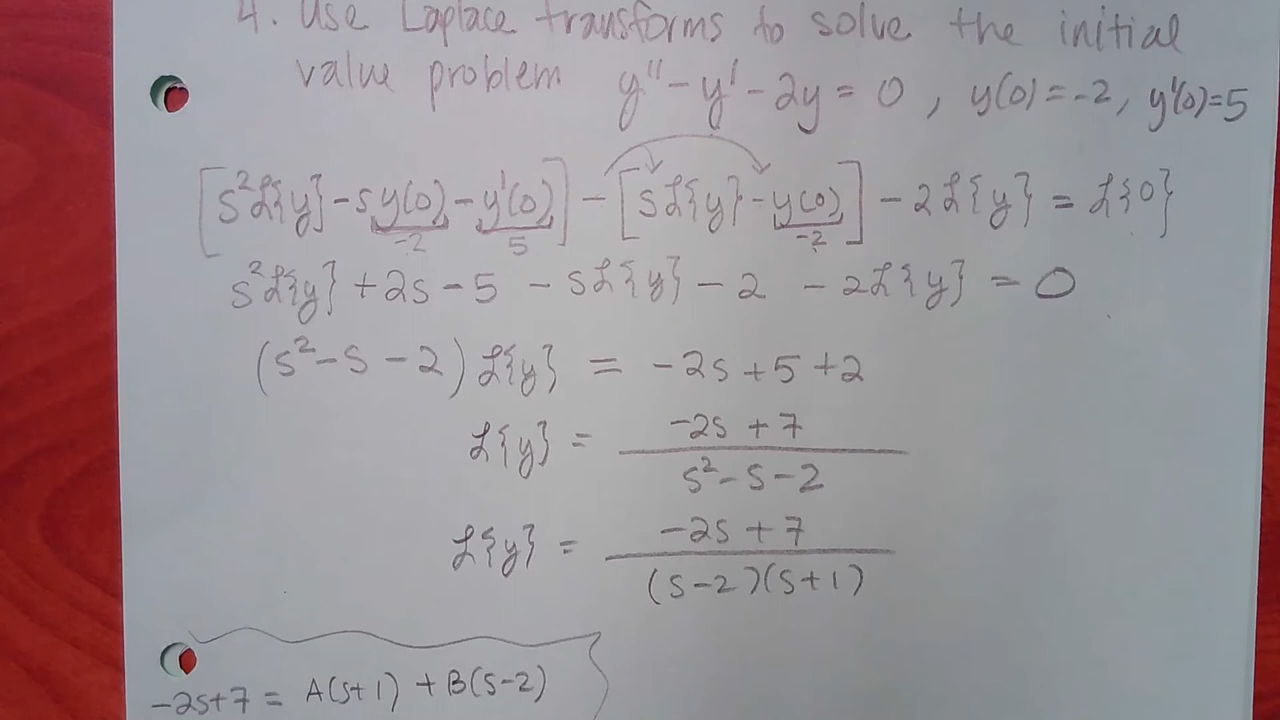 4. Use Laplace transforms to solve the initial
value problem y'' - y' - 2y = 0 , y(0) = -2, y'(0) = 5
[s²ℒ{y} - sy(0) - y'(0)] - [sℒ{y} - y(0)] - 2ℒ{y} = ℒ{0}
-2 5 -2
s²ℒ{y} + 2s - 5 - sℒ{y} - 2 - 2ℒ{y} = 0
(s² - s - 2) ℒ{y} = -2s + 5 + 2
ℒ{y} = (-2s + 7) / (s² - s - 2)
ℒ{y} = (-2s + 7) / ((s-2)(s+1))
-2s+7 = A(s+1) + B(s-2)